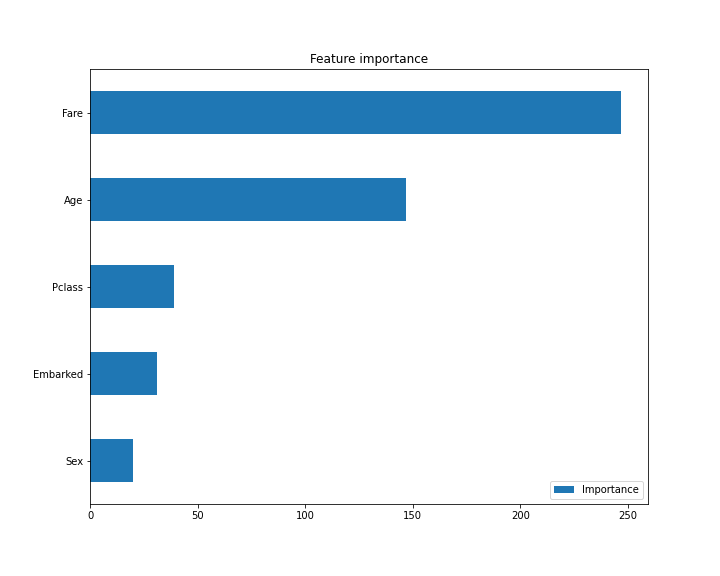 Feature importance
Fare
Age
Pclass
Embarked
Sex
Importance
0 50 100 150 200 250